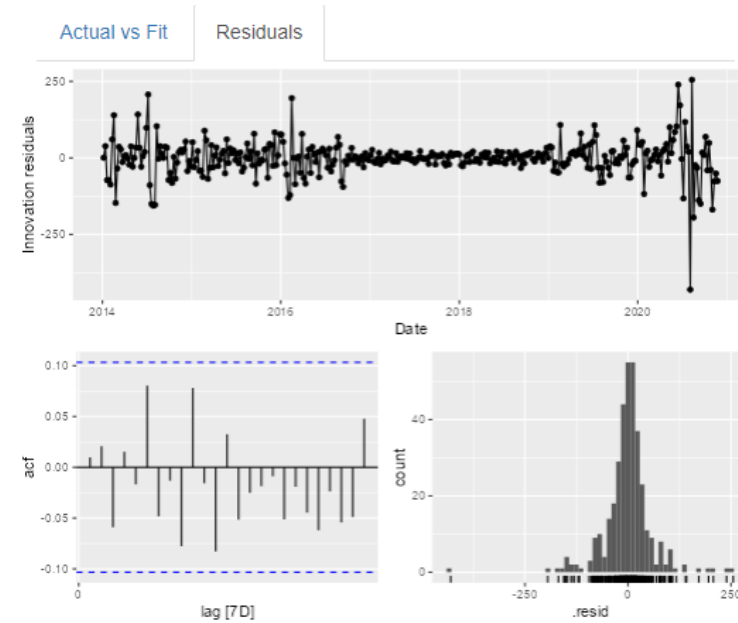 Actual vs Fit Residuals
250
0
-250
Innovation residuals
2014 2016 2018 2020
Date
0.10
0.05
0.00
-0.05
-0.10
acf
0
lag [7D]
40
20
0
count
-250 0 250
.resid